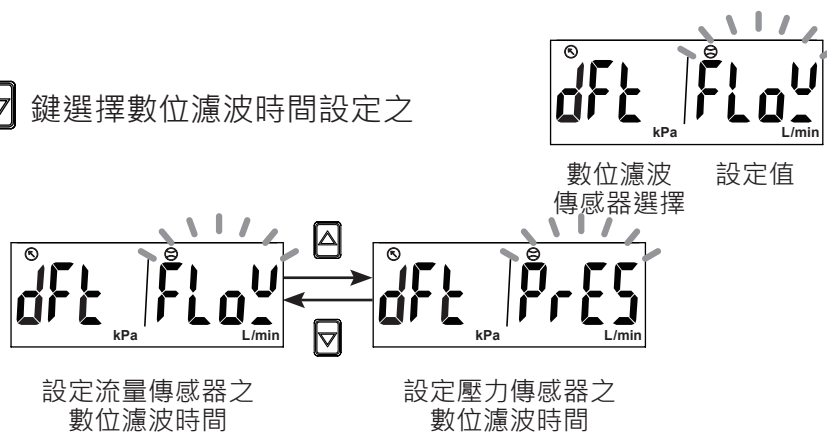 dFt FLoW
kPa L/min
鍵選擇數位濾波時間設定之
數位濾波 設定值
傳感器選擇
dFt FLoW
kPa L/min
dFt PrES
kPa L/min
設定流量傳感器之
數位濾波時間
設定壓力傳感器之
數位濾波時間